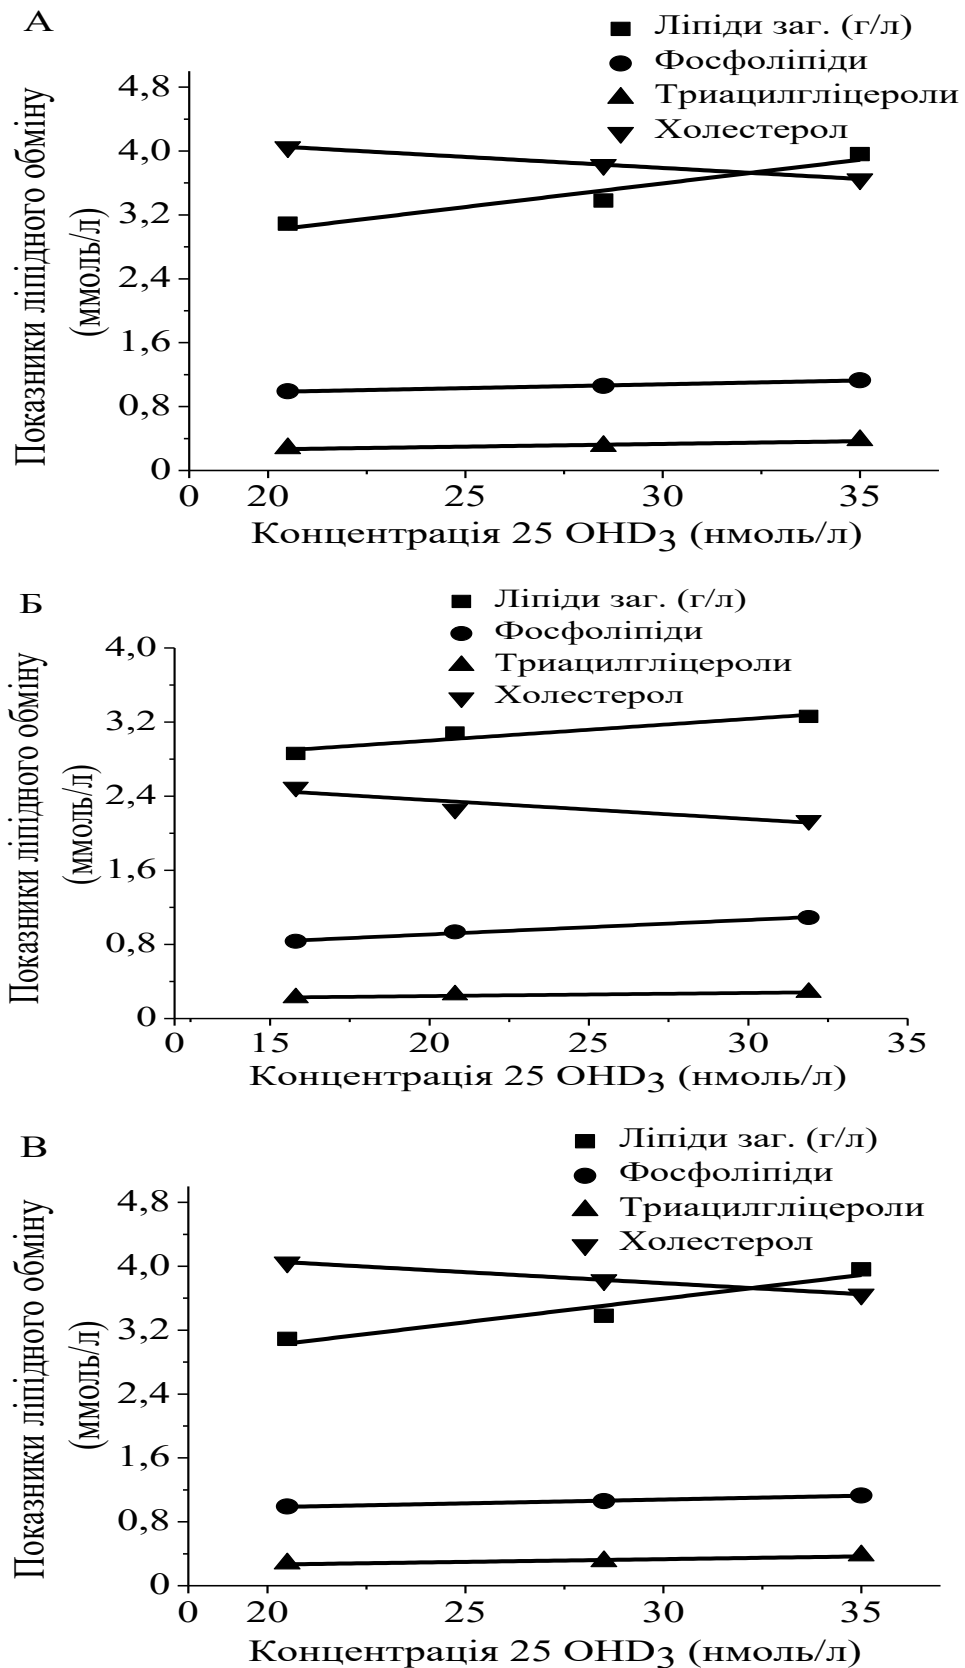 А
Ліпіди заг. (г/л)
Фосфоліпіди
Триацилгліцероли
Холестерол
Показники ліпідного обміну
(ммоль/л)
4,8
4,0
3,2
2,4
1,6
0,8
0
0 20 25 30 35
Концентрація 25 OHD3 (нмоль/л)
Б
Ліпіди заг. (г/л)
Фосфоліпіди
Триацилгліцероли
Холестерол
Показники ліпідного обміну
(ммоль/л)
4,0
3,2
2,4
1,6
0,8
0
0 15 20 25 30 35
Концентрація 25 OHD3 (нмоль/л)
В
Ліпіди заг. (г/л)
Фосфоліпіди
Триацилгліцероли
Холестерол
Показники ліпідного обміну
(ммоль/л)
4,8
4,0
3,2
2,4
1,6
0,8
0
0 20 25 30 35
Концентрація 25 OHD3 (нмоль/л)